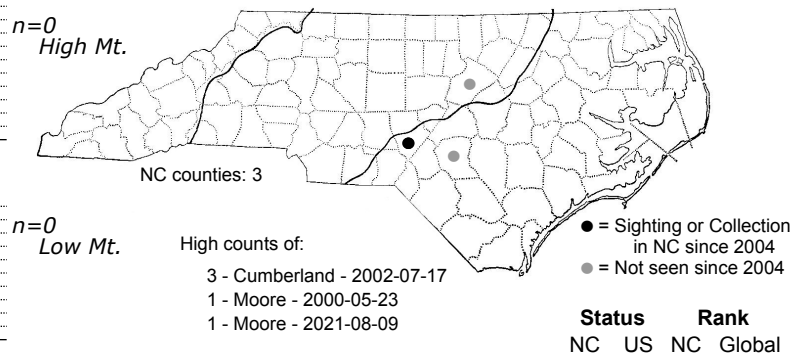 n=0
High Mt.
NC counties: 3
n=0
Low Mt.
High counts of:
3 - Cumberland - 2002-07-17
1 - Moore - 2000-05-23
1 - Moore - 2021-08-09
● = Sighting or Collection
in NC since 2004
● = Not seen since 2004
Status Rank
NC US NC Global